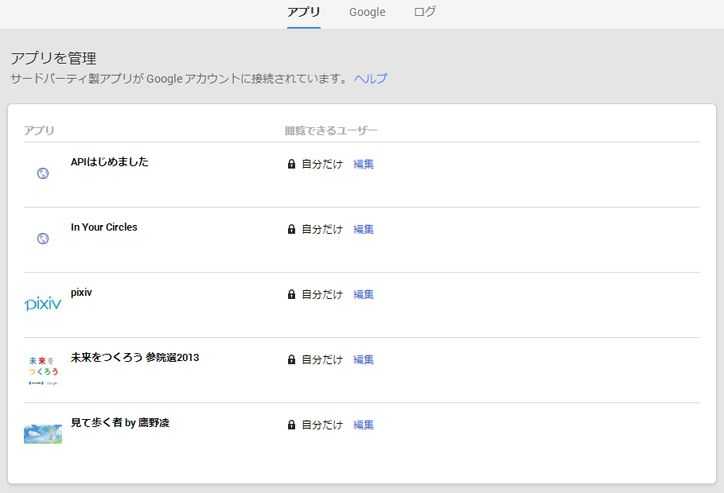 アプリ Google ログ
アプリを管理
サードパーティ製アプリが Google アカウントに接続されています。 ヘルプ
アプリ 閲覧できるユーザー
APIはじめました 自分だけ 編集
In Your Circles 自分だけ 編集
pixiv
pixiv 自分だけ 編集
未来を
つくろう
未来をつくろう 参院選2013 自分だけ 編集
見て歩く者 by 鷹野凌 自分だけ 編集